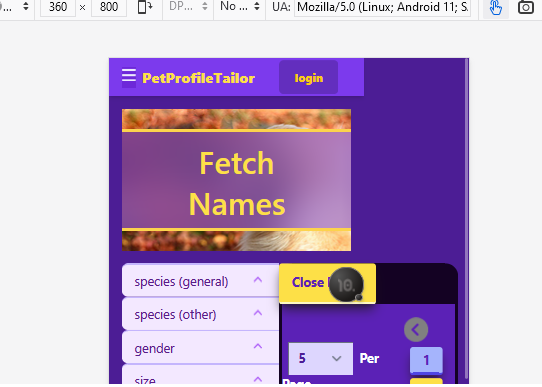 360 × 800 DP... No ... UA: Mozilla/5.0 (Linux; Android 11; S.
PetProfileTailor login
Fetch
Names
species (general)
Close
10.
species (other)
gender
5 Per
1
size
Page